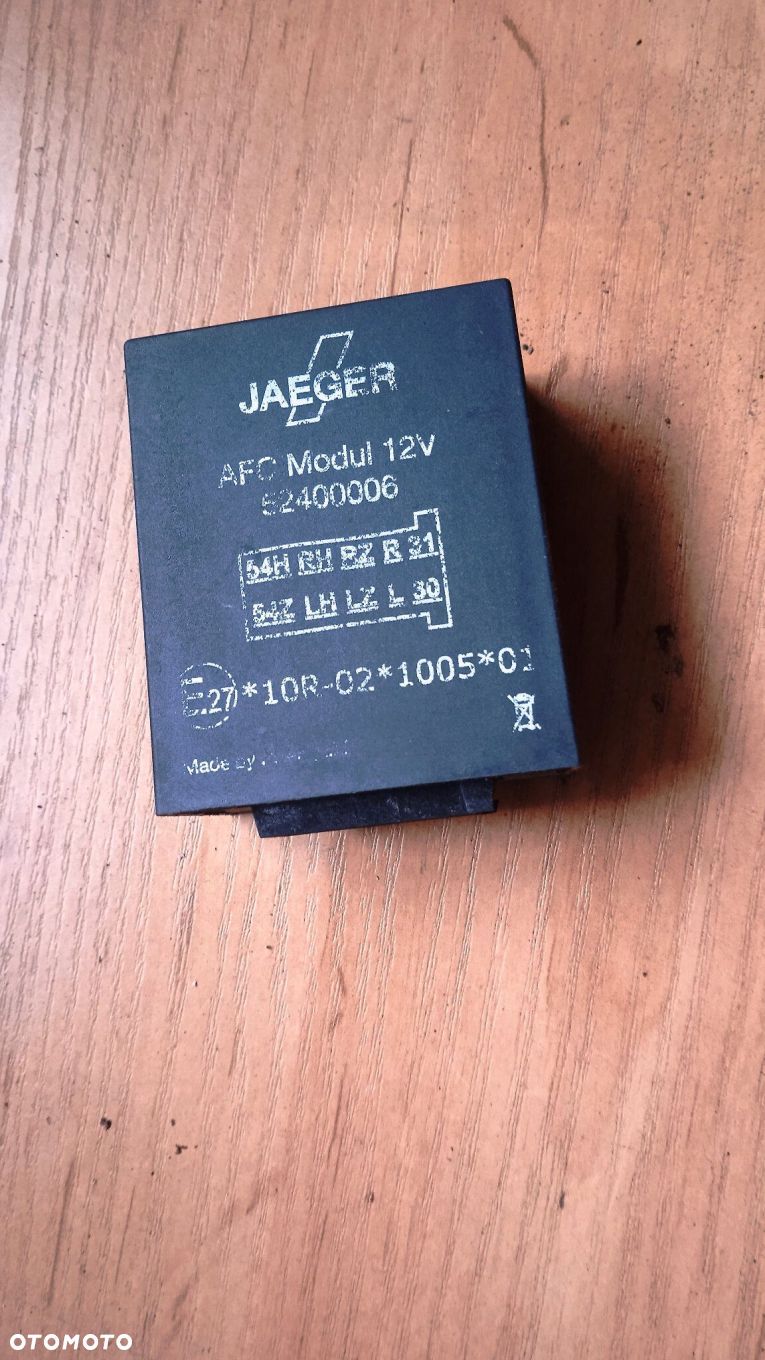 JAEGER
AFC Modul 12V
52400006
54H RH RZ R 31
54Z LH LZ L 30
E27*10R-02*1005*01
Made by
OTOMOTO